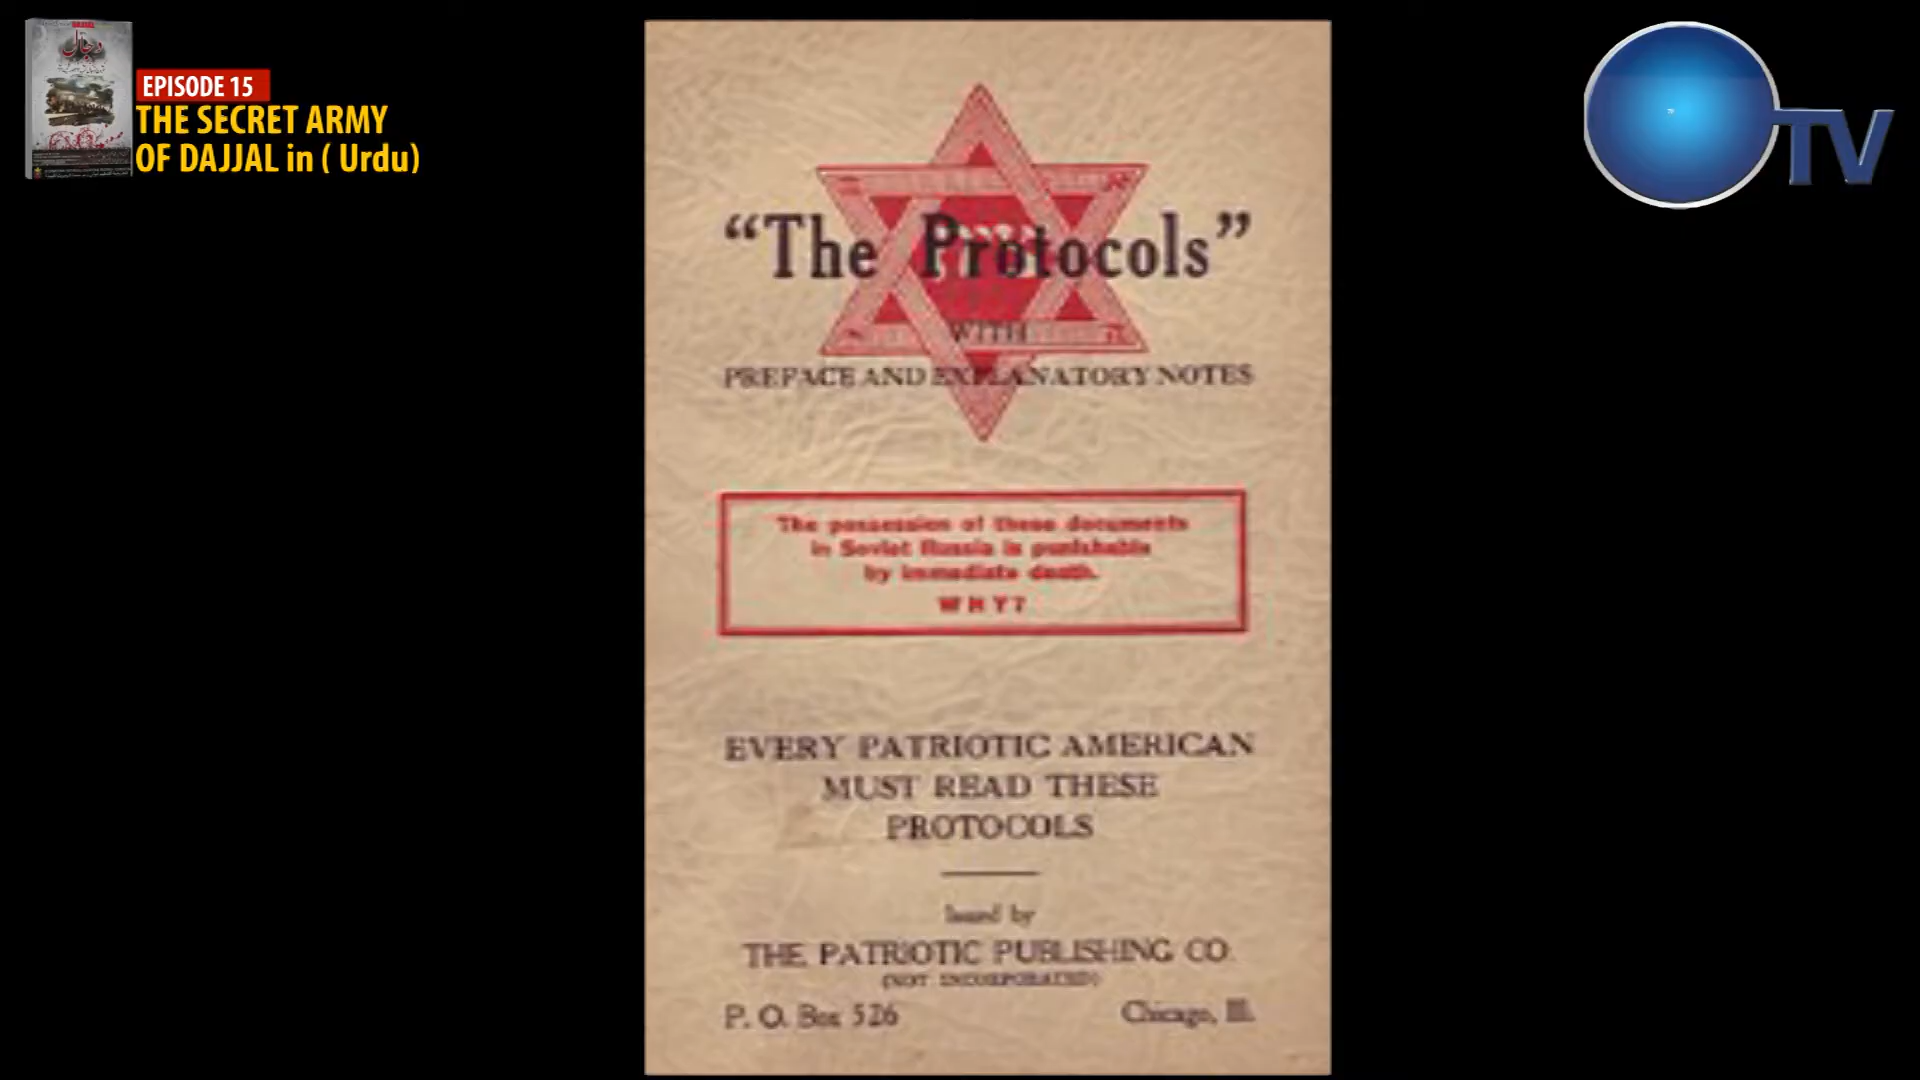 EPISODE 15
THE SECRET ARMY
OF DAJJAL in ( Urdu)
دجال
TV
“The Protocols”
WITH
PREFACE AND EXPLANATORY NOTES
The possession of these documents
in Soviet Russia is punishable
by immediate death.
WHY?
EVERY PATRIOTIC AMERICAN
MUST READ THESE
PROTOCOLS
Issued by
THE PATRIOTIC PUBLISHING CO.
(NOT INCORPORATED)
P. O. Box 526
Chicago, Ill.